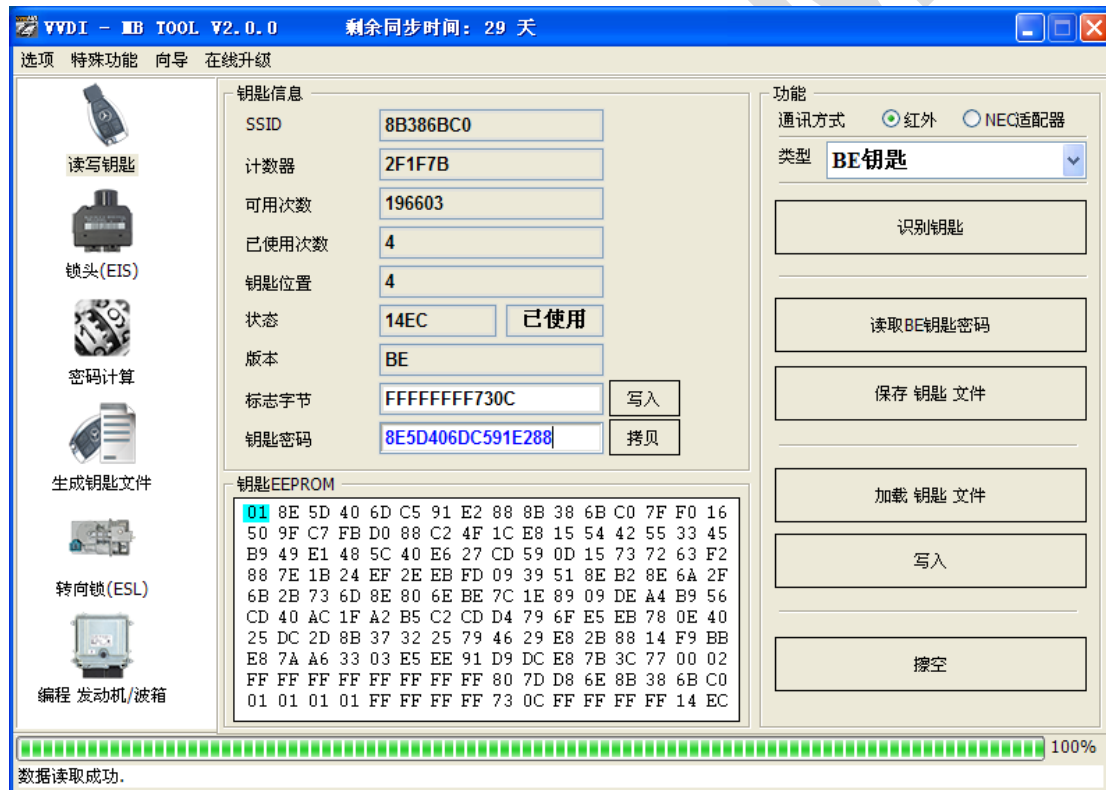 VVDI - MB TOOL V2.0.0 剩余同步时间: 29 天
选项 特殊功能 向导 在线升级
读写钥匙
锁头(EIS)
密码计算
生成钥匙文件
转向锁(ESL)
编程 发动机/波箱
钥匙信息
SSID 8B386BC0
计数器 2F1F7B
可用次数 196603
已使用次数 4
钥匙位置 4
状态 14EC 已使用
版本 BE
标志字节 FFFFFFFF730C 写入
钥匙密码 8E5D406DC591E288 拷贝
钥匙EEPROM
01 8E 5D 40 6D C5 91 E2 88 8B 38 6B C0 7F F0 16
50 9F C7 FB D0 88 C2 4F 1C E8 15 54 42 55 33 45
B9 49 E1 48 5C 40 E6 27 CD 59 0D 15 73 72 63 F2
88 7E 1B 24 EF 2E EB FD 09 39 51 8E B2 8E 6A 2F
6B 2B 73 6D 8E 80 6E BE 7C 1E 89 09 DE A4 B9 56
CD 40 AC 1F A2 B5 C2 CD D4 79 6F E5 EB 78 0E 40
25 DC 2D 8B 37 32 25 79 46 29 E8 2B 88 14 F9 BB
E8 7A A6 33 03 E5 EE 91 D9 DC E8 7B 3C 77 00 02
FF FF FF FF FF FF FF FF 80 7D D8 6E 8B 38 6B C0
01 01 01 01 FF FF FF FF 73 0C FF FF FF FF 14 EC
功能
通讯方式 红外 NEC适配器
类型 BE钥匙
识别钥匙
读取BE钥匙密码
保存 钥匙 文件
加载 钥匙 文件
写入
擦空
100%
数据读取成功.